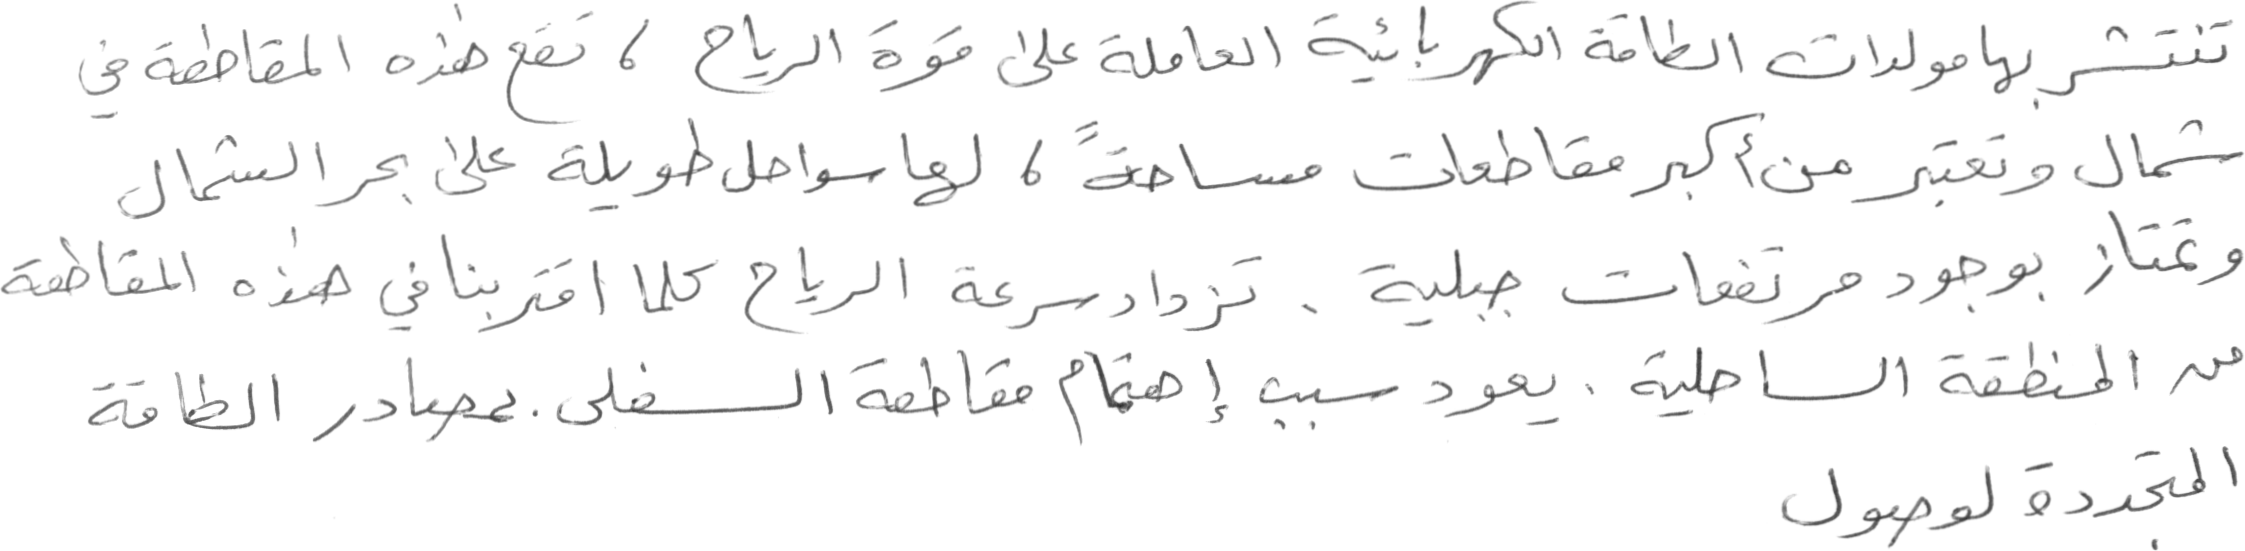 تنتشر بها مولدات الطاقة الكهربائية العاملة على قوة الرياح ، تقع هذه المقاطعة في
شمال وتعتبر من أكبر مقاطعات مساحةً ، لها سواحل طويلة على بحر الشمال
وتمتاز بوجود مرتفعات جبلية . تزداد سرعة الرياح كلما اقتربنا في هذه المقاطعة
من المنطقة الساحلية . يعود سبب إهتمام مقاطعة السفلى . بمصادر الطاقة
المتجددة لوصول